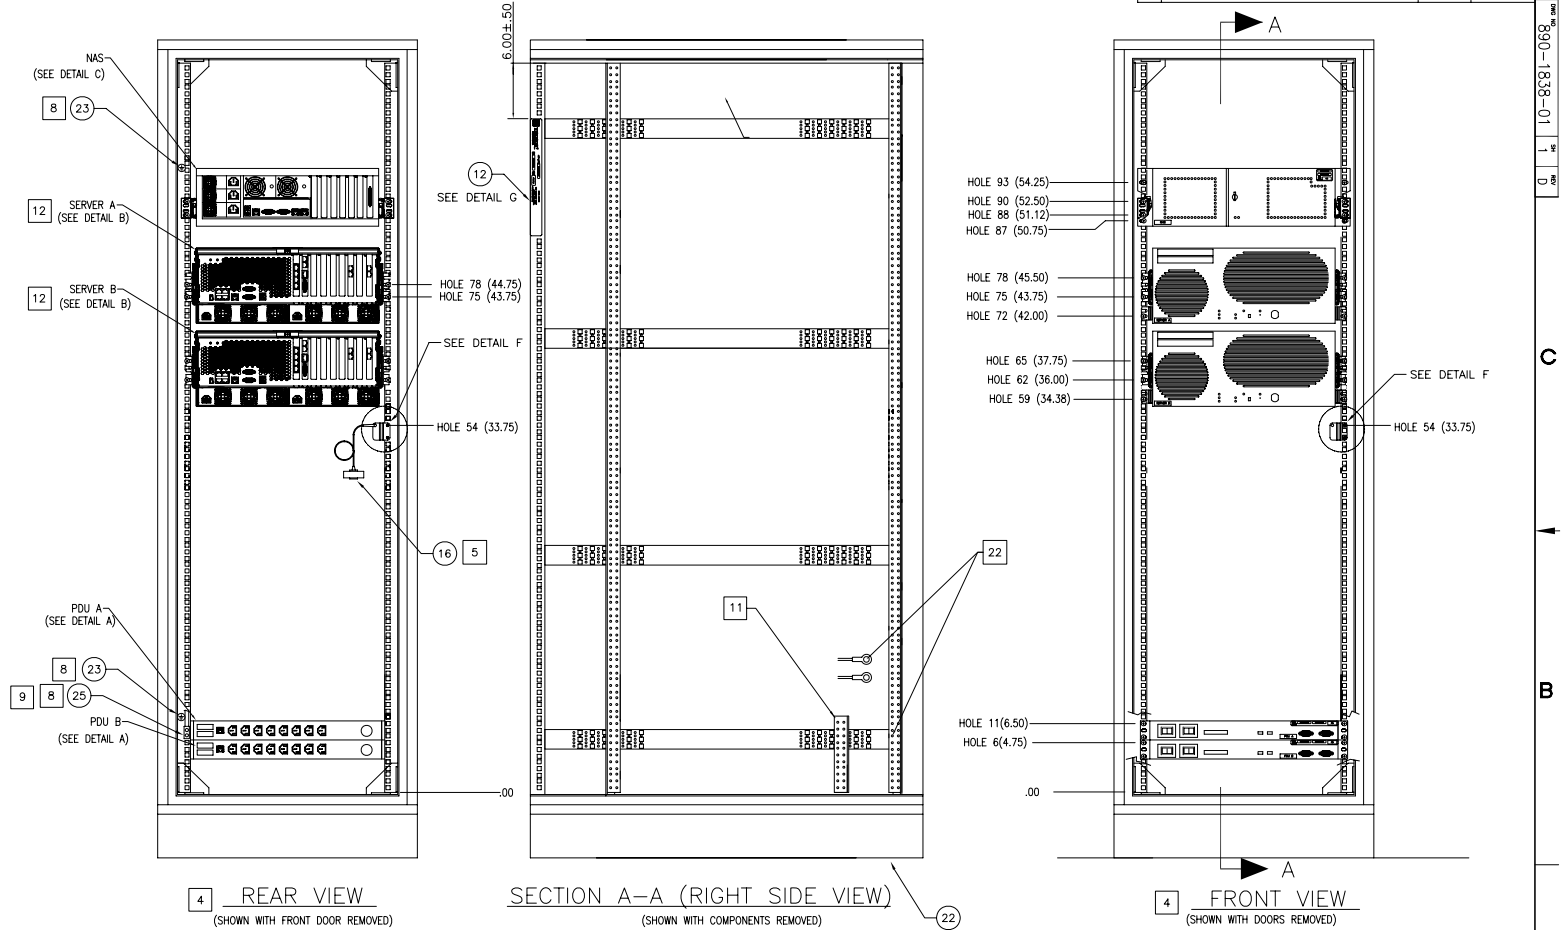 NAS
(SEE DETAIL C)
8 23
12 SERVER A
(SEE DETAIL B)
12 SERVER B
(SEE DETAIL B)
HOLE 78 (44.75)
HOLE 75 (43.75)
SEE DETAIL F
HOLE 54 (33.75)
16 5
PDU A
(SEE DETAIL A)
8 23
9 8 25
PDU B
(SEE DETAIL A)
.00
4 REAR VIEW
(SHOWN WITH FRONT DOOR REMOVED)
6.00±.50
12
SEE DETAIL G
22
11
SECTION A-A (RIGHT SIDE VIEW)
(SHOWN WITH COMPONENTS REMOVED)
22
A
HOLE 93 (54.25)
HOLE 90 (52.50)
HOLE 88 (51.12)
HOLE 87 (50.75)
HOLE 78 (45.50)
HOLE 75 (43.75)
HOLE 72 (42.00)
HOLE 65 (37.75)
HOLE 62 (36.00)
HOLE 59 (34.38)
SEE DETAIL F
HOLE 54 (33.75)
HOLE 11(6.50)
HOLE 6(4.75)
PDU A
PDU B
.00
A
4 FRONT VIEW
(SHOWN WITH DOORS REMOVED)
DWG NO 890-1838-01
SH 1
REV D
C
B